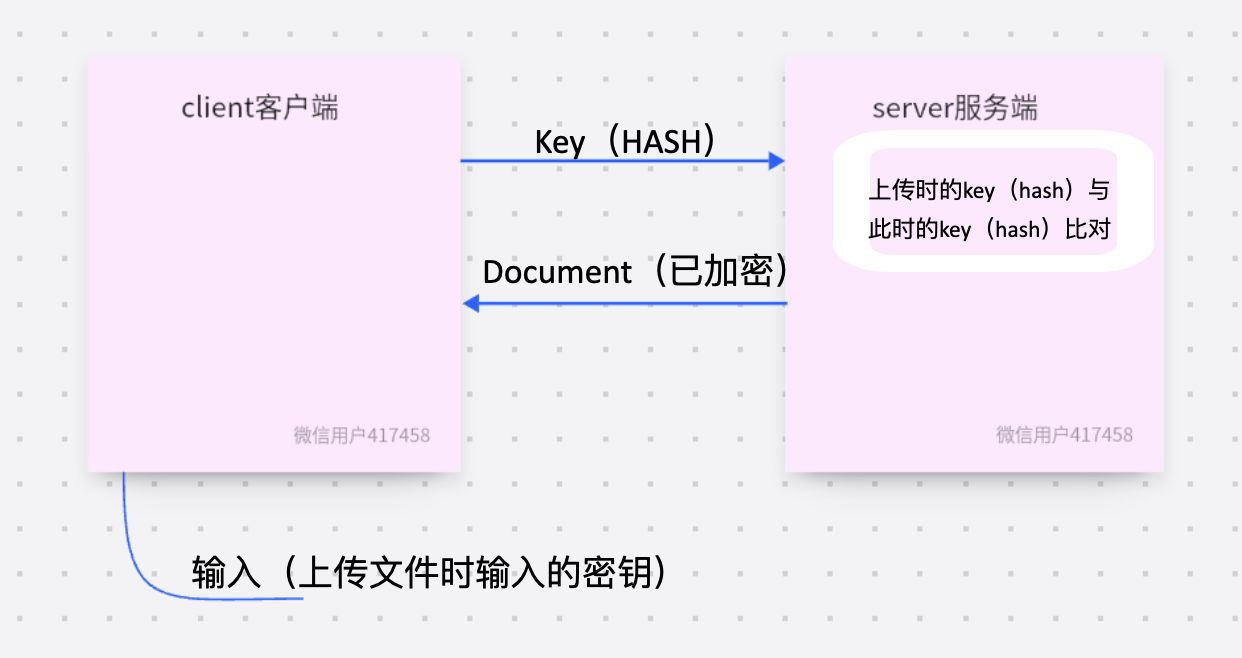 client客户端
server服务端
Key（HASH）
上传时的key（hash）与
此时的key（hash）比对
Document（已加密）
微信用户417458
微信用户417458
输入（上传文件时输入的密钥）